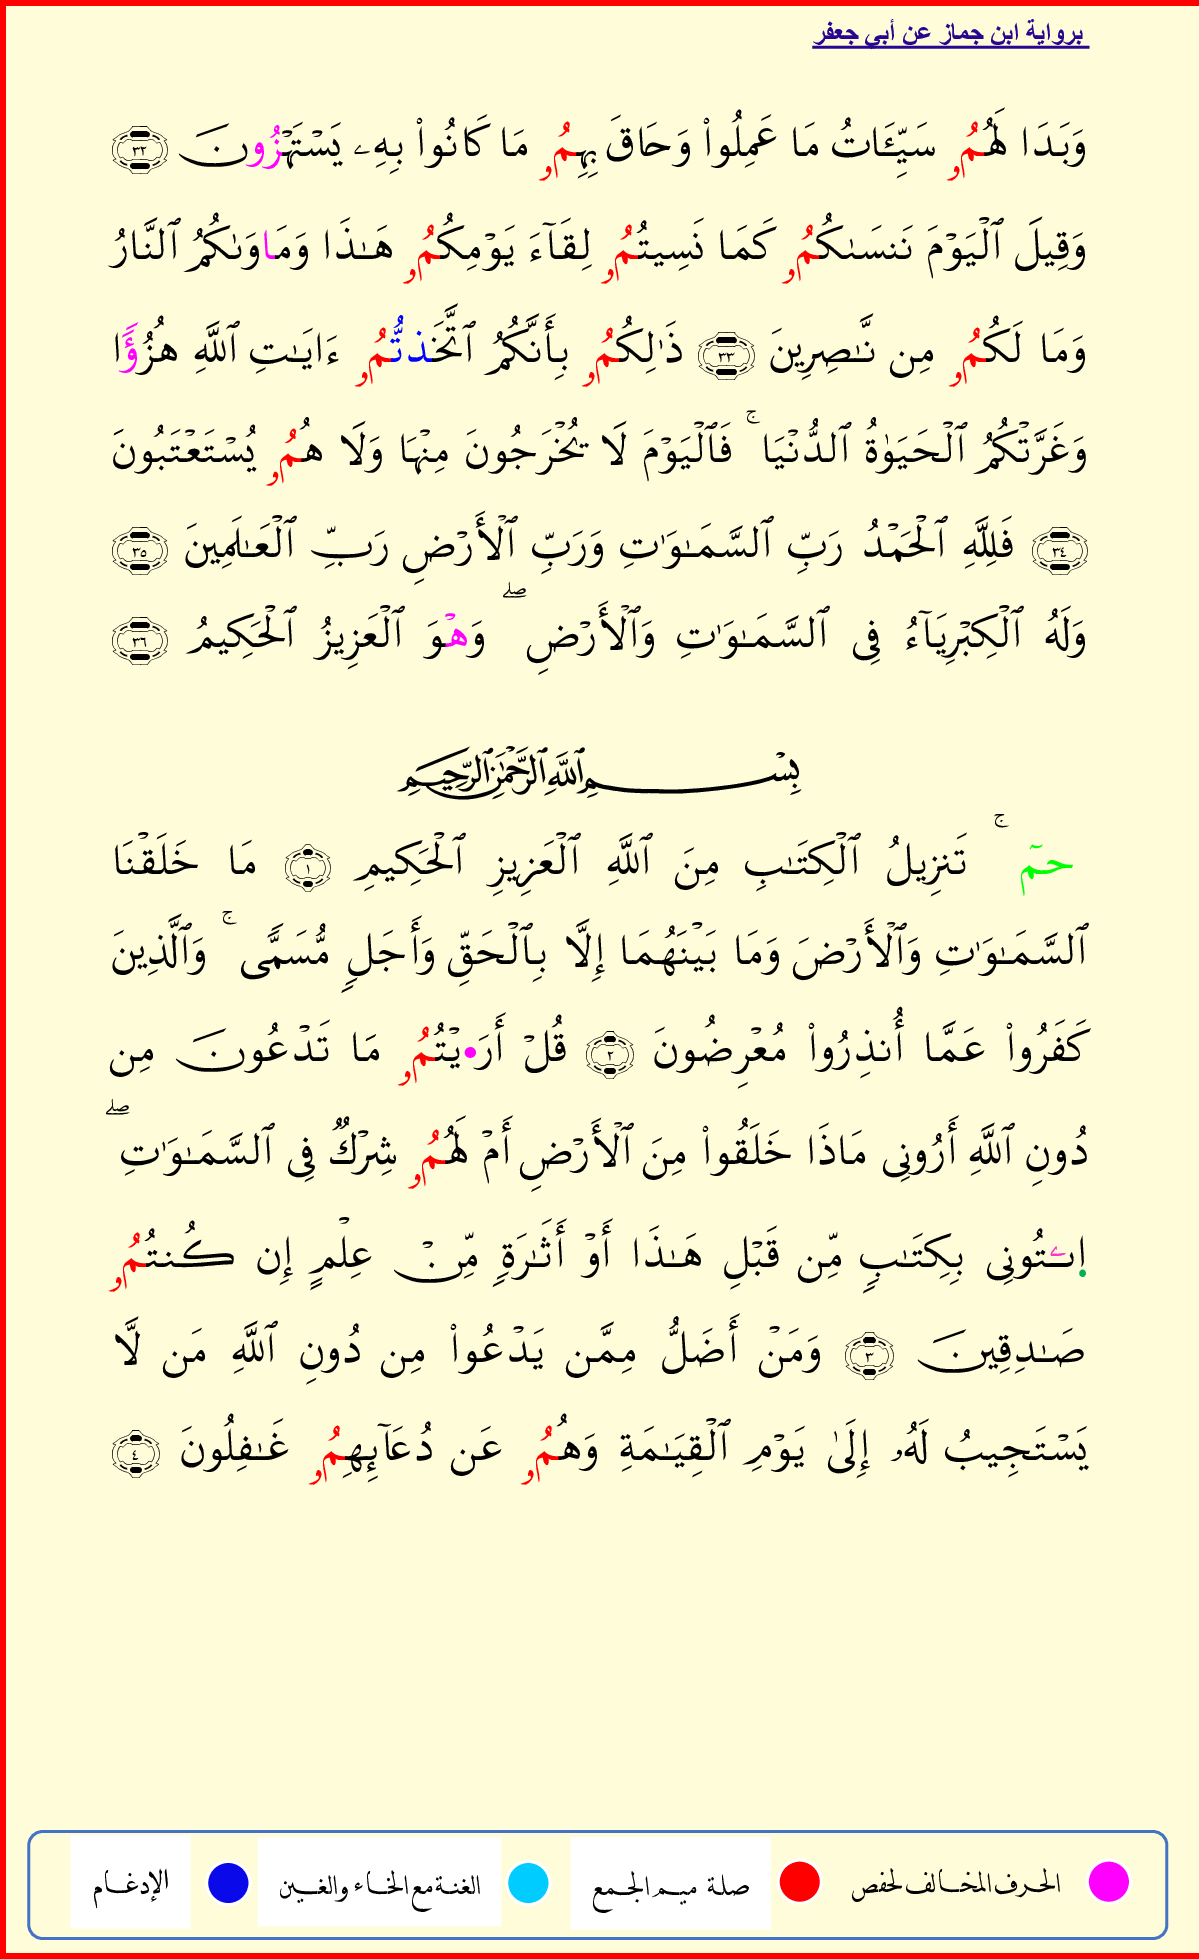 برواية ابن جماز عن أبي جعفر
وَبَدَا لَهُمُۥ سَيِّـَٔاتُ مَا عَمِلُوا۟ وَحَاقَ بِهِمُۥ مَا كَانُوا۟ بِهِۦ يَسۡتَهۡزُونَ ٣٢
وَقِيلَ ٱلۡيَوۡمَ نَنسَىٰكُمُۥ كَمَا نَسِيتُمُۥ لِقَآءَ يَوۡمِكُمُۥ هَـٰذَا وَمَاوَىٰكُمُ ٱلنَّارُ
وَمَا لَكُمُۥ مِن نَّـٰصِرِينَ ٣٣ ذَٰلِكُمُۥ بِأَنَّكُمُ ٱتَّخَذتُّمُۥ ءَايَـٰتِ ٱللَّهِ هُزُؤًا
وَغَرَّتۡكُمُ ٱلۡحَيَوٰةُ ٱلدُّنۡيَا ۚ فَٱلۡيَوۡمَ لَا يُخۡرَجُونَ مِنۡهَا وَلَا هُمُۥ يُسۡتَعۡتَبُونَ
٣٤ فَلِلَّهِ ٱلۡحَمۡدُ رَبِّ ٱلسَّمَـٰوَٰتِ وَرَبِّ ٱلۡأَرۡضِ رَبِّ ٱلۡعَـٰلَمِينَ ٣٥
وَلَهُ ٱلۡكِبۡرِيَآءُ فِى ٱلسَّمَـٰوَٰتِ وَٱلۡأَرۡضِ ۖ وَهۡوَ ٱلۡعَزِيزُ ٱلۡحَكِيمُ ٣٦
بِسۡمِ ٱللَّهِ ٱلرَّحۡمَـٰنِ ٱلرَّحِيمِ
حمٓ ۚ تَنزِيلُ ٱلۡكِتَـٰبِ مِنَ ٱللَّهِ ٱلۡعَزِيزِ ٱلۡحَكِيمِ ١ مَا خَلَقۡنَا
ٱلسَّمَـٰوَٰتِ وَٱلۡأَرۡضَ وَمَا بَيۡنَهُمَا إِلَّا بِٱلۡحَقِّ وَأَجَلٍ مُّسَمًّى ۚ وَٱلَّذِينَ
كَفَرُوا۟ عَمَّا أُنذِرُوا۟ مُعۡرِضُونَ ٢ قُلۡ أَرَ•يۡتُمُۥ مَا تَدۡعُونَ مِن
دُونِ ٱللَّهِ أَرُونِى مَاذَا خَلَقُوا۟ مِنَ ٱلۡأَرۡضِ أَمۡ لَهُمُۥ شِرۡكٌ فِى ٱلسَّمَـٰوَٰتِ ۖ
ٱيتُونِى بِكِتَـٰبٍ مِّن قَبۡلِ هَـٰذَا أَوۡ أَثَـٰرَةٍ مِّنۡ عِلۡمٍ إِن كُنتُمُۥ
صَـٰدِقِينَ ٣ وَمَنۡ أَضَلُّ مِمَّن يَدۡعُوا۟ مِن دُونِ ٱللَّهِ مَن لَّا
يَسۡتَجِيبُ لَهُۥ إِلَىٰ يَوۡمِ ٱلۡقِيَـٰمَةِ وَهُمُۥ عَن دُعَآئِهِمُۥ غَـٰفِلُونَ ٤
الحرف المخالف لحفص صلة ميم الجمع الغنة مع الخاء والغين الإدغام